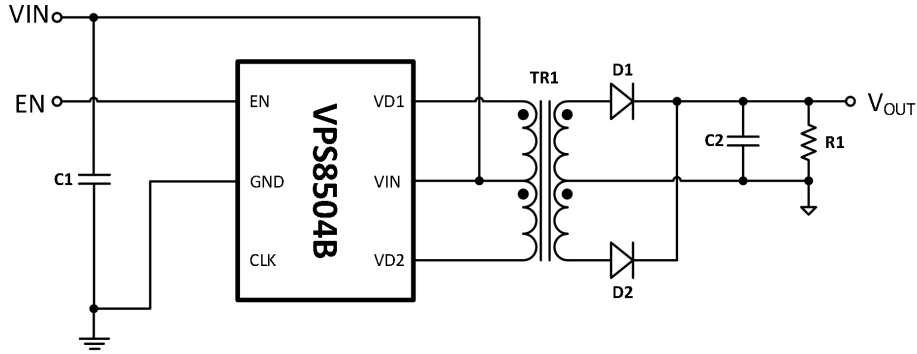 VIN
EN
C1
EN
GND
CLK
VPS8504B
VD1
VIN
VD2
TR1
D1
D2
C2
R1
VOUT